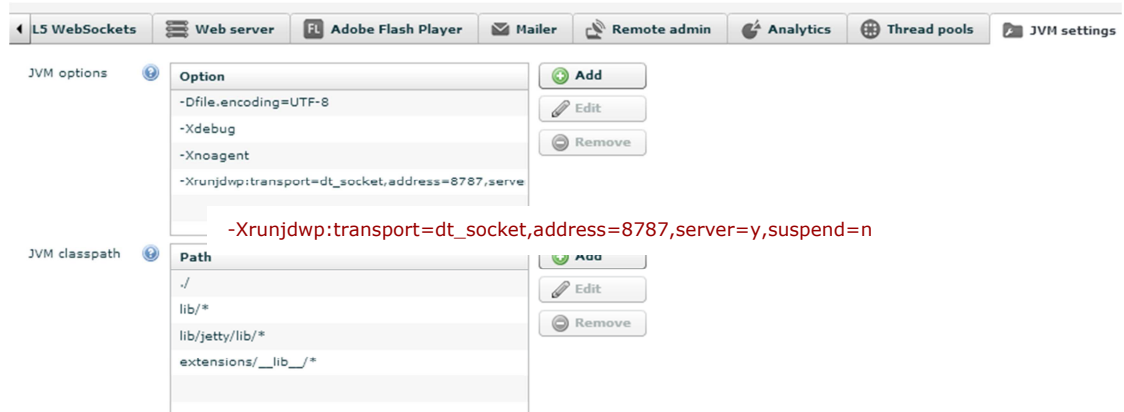 L5 WebSockets Web server FL Adobe Flash Player Mailer Remote admin Analytics Thread pools JVM settings
JVM options ? Option Add
-Dfile.encoding=UTF-8
Edit
-Xdebug
Remove
-Xnoagent
-Xrunjdwp:transport=dt_socket,address=8787,serve
-Xrunjdwp:transport=dt_socket,address=8787,server=y,suspend=n
JVM classpath ? Path Add
./
Edit
lib/*
Remove
lib/jetty/lib/*
extensions/__lib__/*